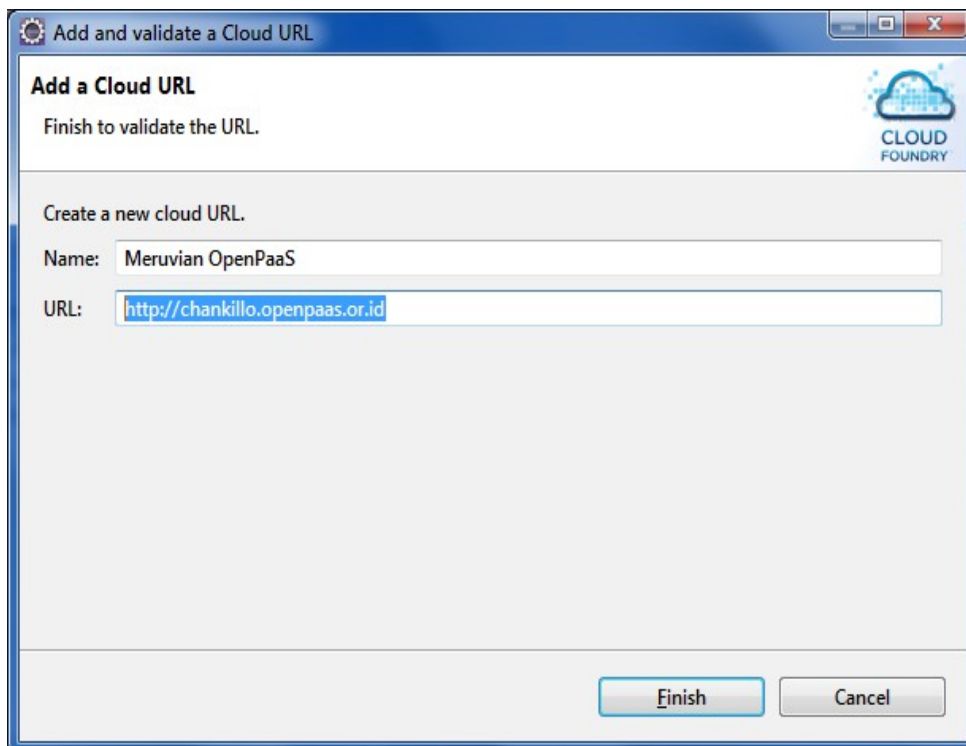 Add and validate a Cloud URL
Add a Cloud URL
Finish to validate the URL.
CLOUD
FOUNDRY
Create a new cloud URL.
Name: Meruvian OpenPaaS
URL: http://chankillo.openpaas.or.id
Finish Cancel